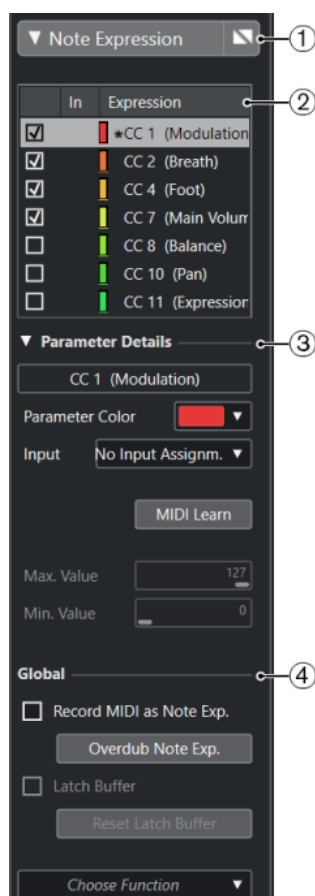 Note Expression ①
In Expression ②
★CC 1 (Modulation
CC 2 (Breath)
CC 4 (Foot)
CC 7 (Main Volum
CC 8 (Balance)
CC 10 (Pan)
CC 11 (Expression
Parameter Details ③
CC 1 (Modulation)
Parameter Color
Input No Input Assignm.
MIDI Learn
Max. Value 127
Min. Value 0
Global ④
Record MIDI as Note Exp.
Overdub Note Exp.
Latch Buffer
Reset Latch Buffer
Choose Function